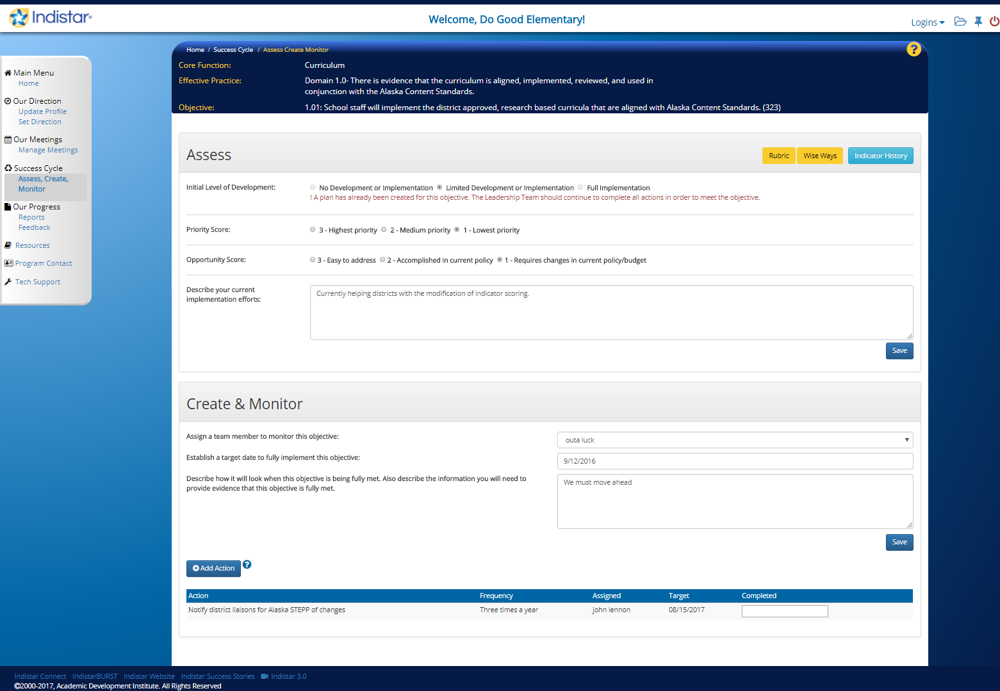 Indistar
Welcome, Do Good Elementary!
Logins
Home / Success Cycle / Assess Create Monitor
?
Core Function: Curriculum
Effective Practice: Domain 1.0- There is evidence that the curriculum is aligned, implemented, reviewed, and used in
conjunction with the Alaska Content Standards.
Objective: 1.01: School staff will implement the district approved, research based curricula that are aligned with Alaska Content Standards. (323)
Main Menu
Home
Our Direction
Update Profile
Set Direction
Our Meetings
Manage Meetings
Success Cycle
Assess, Create,
Monitor
Our Progress
Reports
Feedback
Resources
Program Contact
Tech Support
Assess
Rubric Wise Ways Indicator History
Initial Level of Development: No Development or Implementation Limited Development or Implementation Full Implementation
! A plan has already been created for this objective. The Leadership Team should continue to complete all actions in order to meet the objective.
Priority Score: 3 - Highest priority 2 - Medium priority 1 - Lowest priority
Opportunity Score: 3 - Easy to address 2 - Accomplished in current policy 1 - Requires changes in current policy/budget
Describe your current
implementation efforts:
Currently helping districts with the modification of indicator scoring.
Save
Create & Monitor
Assign a team member to monitor this objective: outa luck
Establish a target date to fully implement this objective: 9/12/2016
Describe how it will look when this objective is being fully met. Also describe the information you will need to
provide evidence that this objective is fully met.
We must move ahead
Save
Add Action ?
Action Frequency Assigned Target Completed
Notify district liaisons for Alaska STEPP of changes Three times a year john lennon 08/15/2017
Indistar Connect IndistarBURST Indistar Website Indistar Success Stories Indistar 3.0
©2000-2017, Academic Development Institute. All Rights Reserved